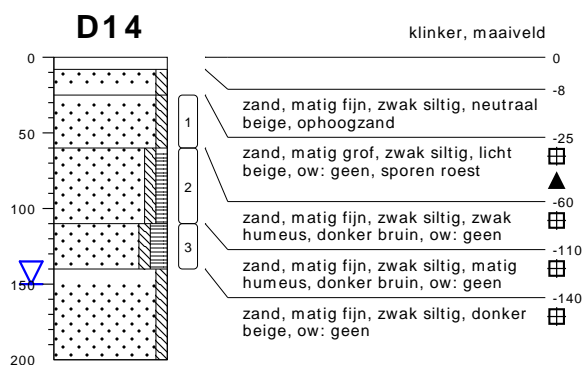 D14
klinker, maaiveld
0
0
-8
zand, matig fijn, zwak siltig, neutraal
beige, ophoogzand
1
-25
50
zand, matig grof, zwak siltig, licht
beige, ow: geen, sporen roest
2
-60
100
zand, matig fijn, zwak siltig, zwak
humeus, donker bruin, ow: geen
-110
3
zand, matig fijn, zwak siltig, matig
humeus, donker bruin, ow: geen
-140
150
zand, matig fijn, zwak siltig, donker
beige, ow: geen
200